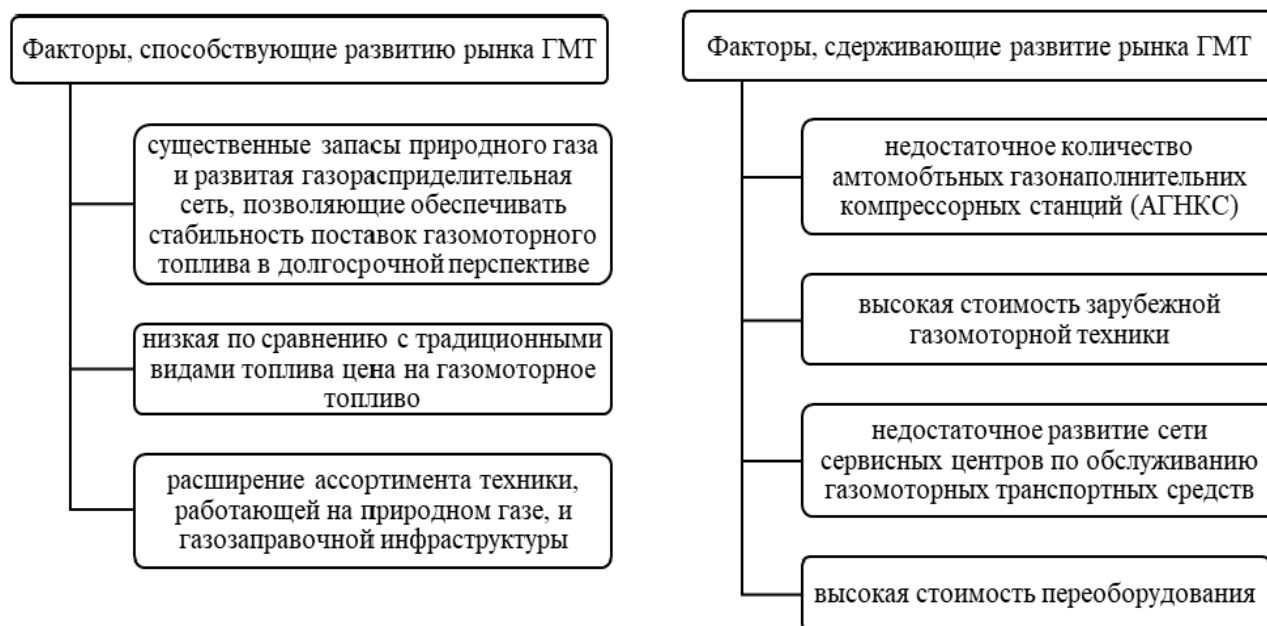 Факторы, способствующие развитию рынка ГМТ
существенные запасы природного газа
и развитая газорасприделительная
сеть, позволяющие обеспечивать
стабильность поставок газомоторного
топлива в долгосрочной перспективе
низкая по сравнению с традиционными
видами топлива цена на газомоторное
топливо
расширение ассортимента техники,
работающей на природном газе, и
газозаправочной инфраструктуры
Факторы, сдерживающие развитие рынка ГМТ
недостаточное количество
амтомобтьных газонаполнительних
компрессорных станций (АГНКС)
высокая стоимость зарубежной
газомоторной техники
недостаточное развитие сети
сервисных центров по обслуживанию
газомоторных транспортных средств
высокая стоимость переоборудования